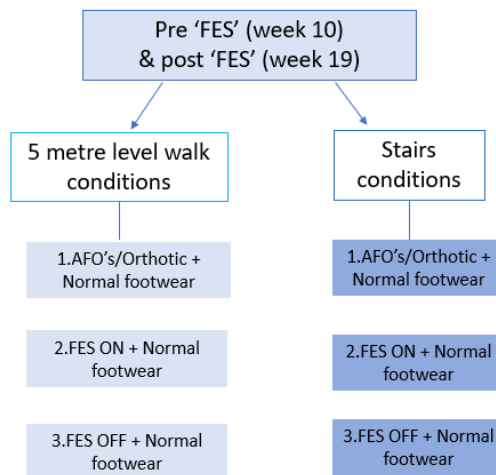 Pre ‘FES’ (week 10)
& post ‘FES’ (week 19)
5 metre level walk
conditions
Stairs
conditions
1.AFO’s/Orthotic +
Normal footwear
2.FES ON + Normal
footwear
3.FES OFF + Normal
footwear
1.AFO’s/Orthotic +
Normal footwear
2.FES ON + Normal
footwear
3.FES OFF + Normal
footwear